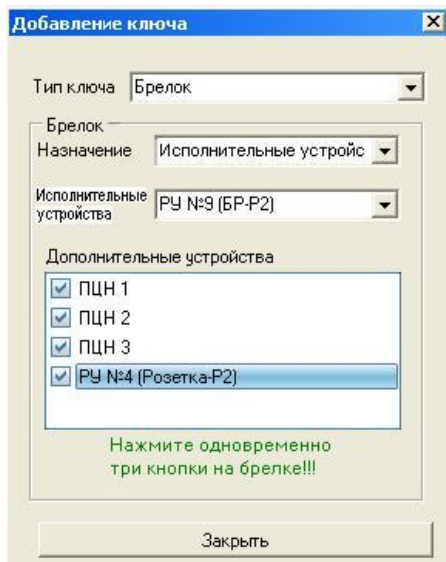 Добавление ключа
Тип ключа Брелок
Брелок
Назначение Исполнительные устройс
Исполнительные
устройства РУ №9 (БР-Р2)
Дополнительные устройства
ПЦН 1
ПЦН 2
ПЦН 3
РУ №4 (Розетка-Р2)
Нажмите одновременно
три кнопки на брелке!!!
Закрыть